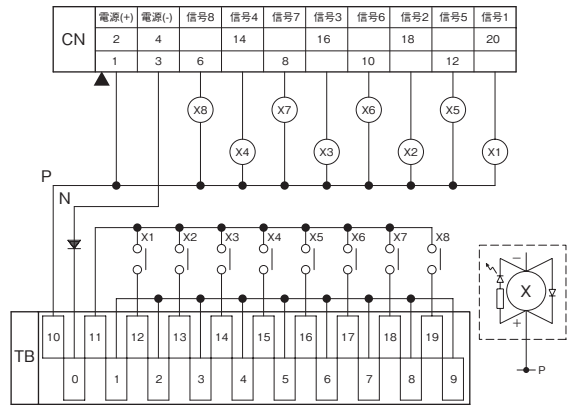 電源(+) 電源(-) 信号8 信号4 信号7 信号3 信号6 信号2 信号5 信号1
CN
2 4 14 16 18 20
1 3 6 8 10 12
X8 X7 X6 X5
X4 X3 X2 X1
P
N
X1 X2 X3 X4 X5 X6 X7 X8
TB
10 11 12 13 14 15 16 17 18 19
0 1 2 3 4 5 6 7 8 9
−
X
+
P